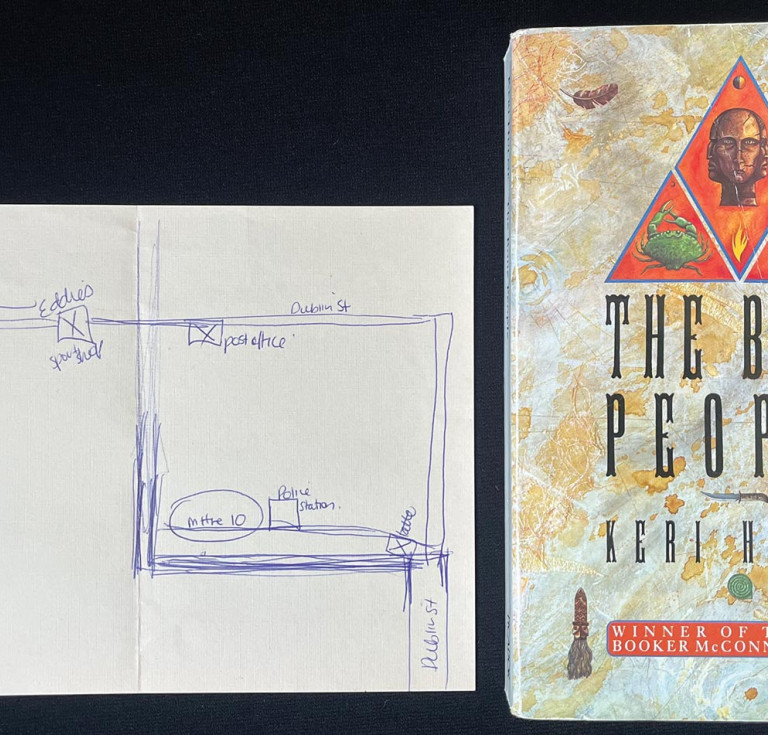 Eddies
Sports
Dublin St
post office
mitre 10
Police
Station.
Dublin St
THE B
PEOP
KERI H
WINNER OF T
BOOKER McCONN